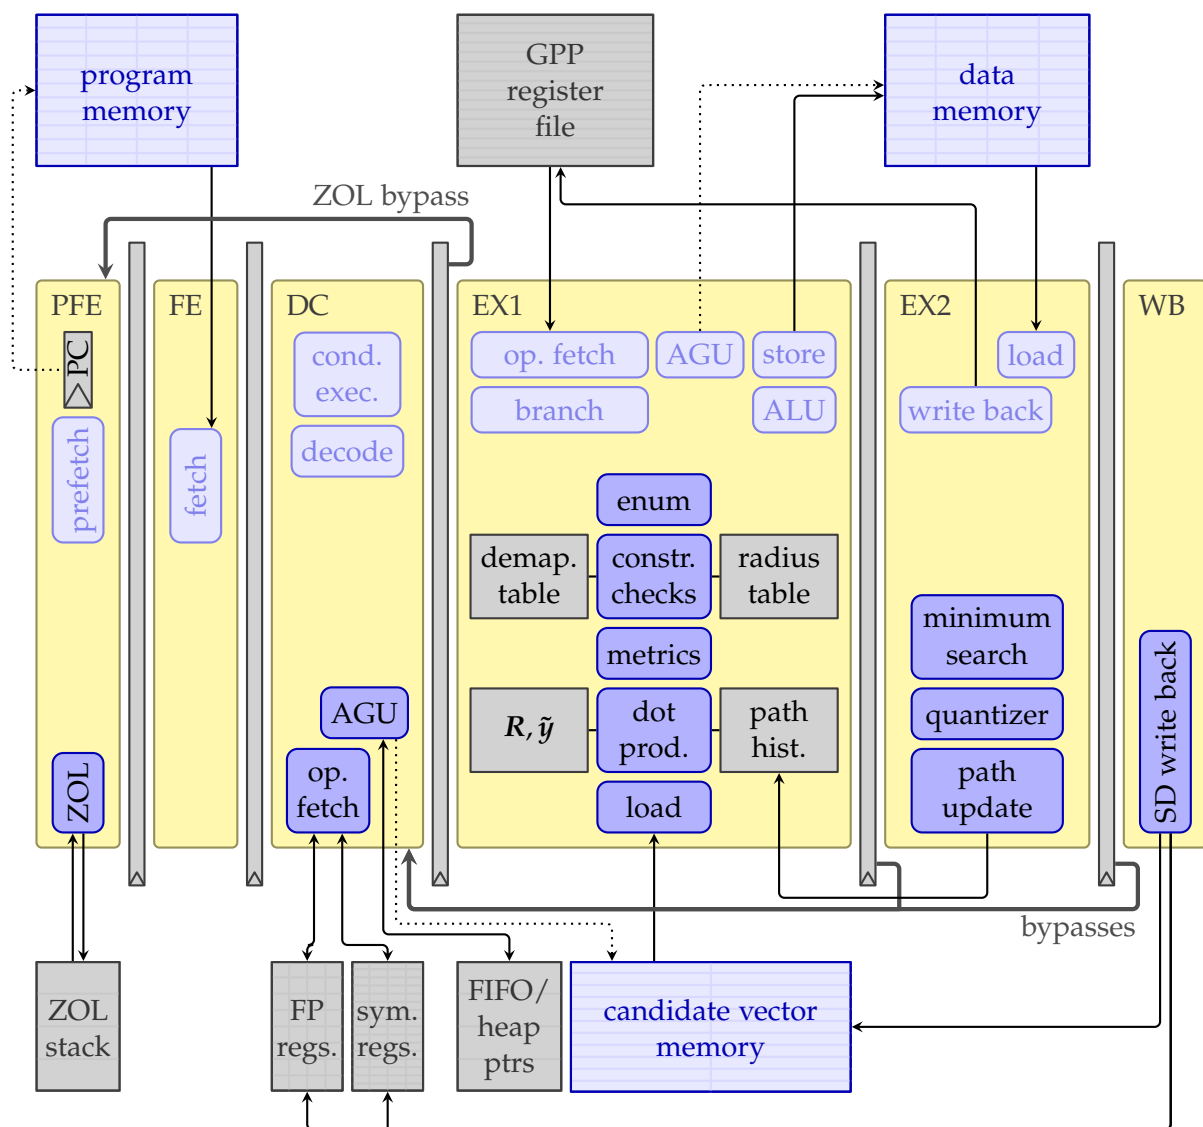 program
memory
GPP
register
file
data
memory
ZOL bypass
PFE
FE
DC
EX1
EX2
WB
PC
prefetch
ZOL
fetch
cond.
exec.
decode
AGU
op.
fetch
op. fetch
AGU
store
branch
ALU
enum
demap.
table
constr.
checks
radius
table
metrics
R, ỹ
dot
prod.
path
hist.
load
load
write back
minimum
search
quantizer
path
update
SD write back
bypasses
ZOL
stack
FP
regs.
sym.
regs.
FIFO/
heap
ptrs
candidate vector
memory